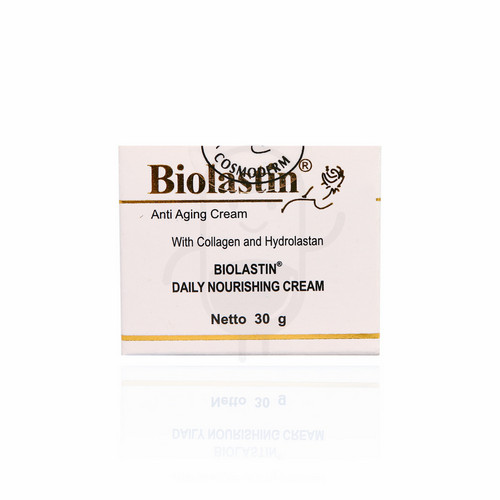 COSMODERM
Biolastin®
Anti Aging Cream
With Collagen and Hydrolastan
BIOLASTIN®
DAILY NOURISHING CREAM
Netto 30 g
Netto 30 g
DAILY NOURISHING CREAM